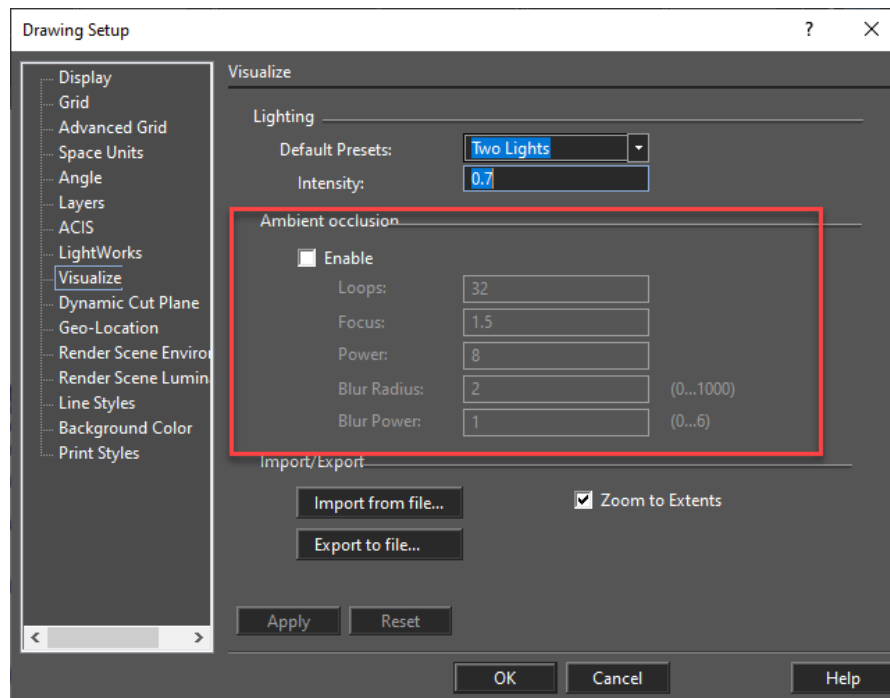 Drawing Setup
?
Display
Grid
Advanced Grid
Space Units
Angle
Layers
ACIS
LightWorks
Visualize
Dynamic Cut Plane
Geo-Location
Render Scene Enviro
Render Scene Lumin
Line Styles
Background Color
Print Styles
Visualize
Lighting
Default Presets: Two Lights
Intensity: 0.7
Ambient occlusion
Enable
Loops: 32
Focus: 1.5
Power: 8
Blur Radius: 2 (0...1000)
Blur Power: 1 (0...6)
Import/Export
Import from file... Zoom to Extents
Export to file...
Apply Reset
OK Cancel Help